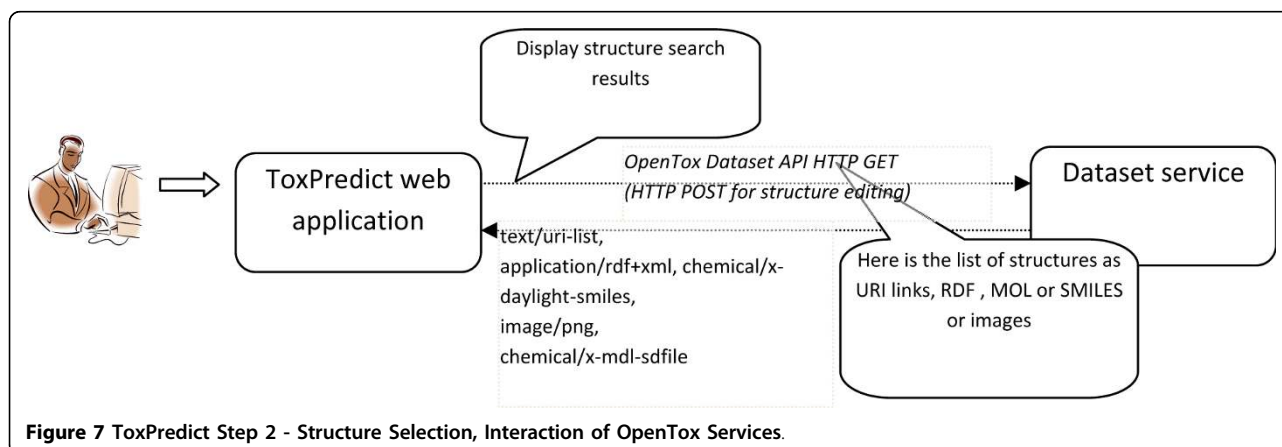 Display structure search
results
ToxPredict web
application
OpenTox Dataset API HTTP GET
(HTTP POST for structure editing)
Dataset service
text/uri-list,
application/rdf+xml, chemical/x-
daylight-smiles,
image/png,
chemical/x-mdl-sdfile
Here is the list of structures as
URI links, RDF , MOL or SMILES
or images
Figure 7 ToxPredict Step 2 - Structure Selection, Interaction of OpenTox Services.